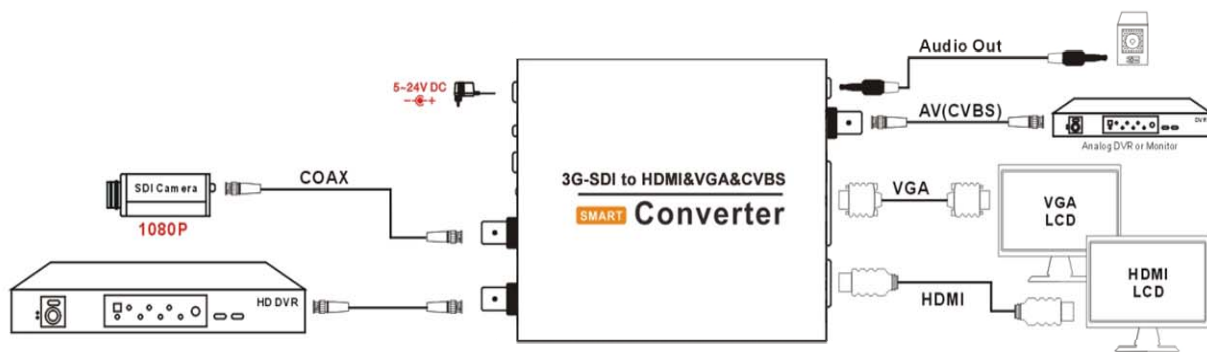 Audio Out
5~24V DC
AV(CVBS)
DVR
Analog DVR or Monitor
SDI Camera
COAX
1080P
3G-SDI to HDMI&VGA&CVBS
SMART Converter
VGA
VGA
LCD
HD DVR
HDMI
HDMI
LCD